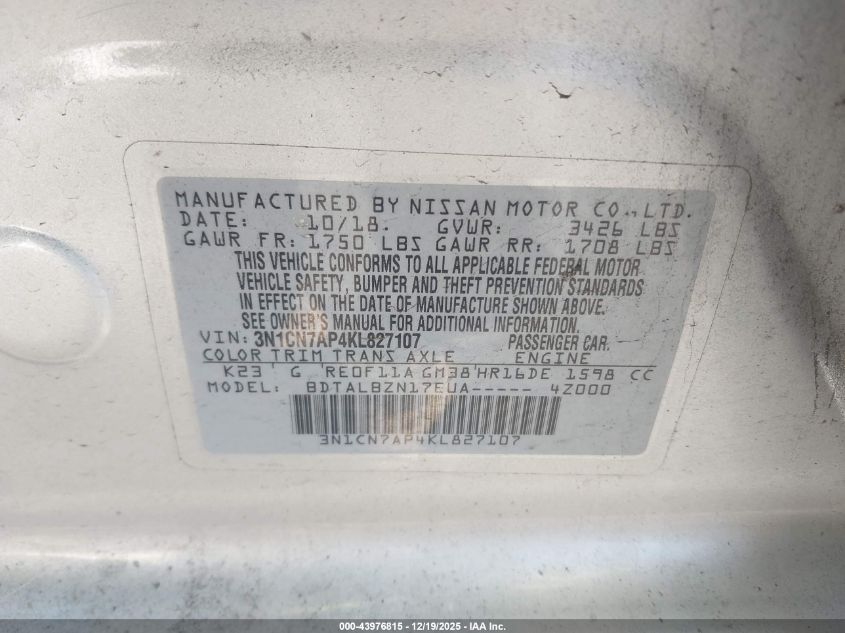 MANUFACTURED BY NISSAN MOTOR CO., LTD.
DATE: 10/18. GVWR: 3426 LBS
GAWR FR: 1750 LBS GAWR RR: 1708 LBS
THIS VEHICLE CONFORMS TO ALL APPLICABLE FEDERAL MOTOR
VEHICLE SAFETY, BUMPER AND THEFT PREVENTION STANDARDS
IN EFFECT ON THE DATE OF MANUFACTURE SHOWN ABOVE.
SEE OWNER'S MANUAL FOR ADDITIONAL INFORMATION.
VIN: 3N1CN7AP4KL827107 PASSENGER CAR.
COLOR TRIM TRANS AXLE ENGINE
K23' G 'RE0F11A GM38'HR16DE 1598 CC
MODEL: BDTALBZN17EUA----- 4Z000
3N1CN7AP4KL827107
000-43976815 - 12/19/2025 - IAA Inc.